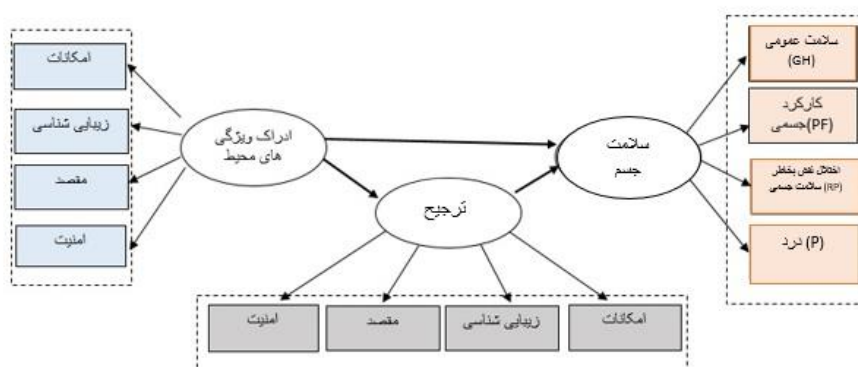 امکانات
زیبایی شناسی
مقصد
امنیت
ادراک ویژگی
های محیط
ترجیح
سلامت
جسم
سلامت عمومی
(GH)
کارکرد
جسمی(PF)
اختلال نقش بخاطر
سلامت جسمی (RP)
درد (P)
امنیت
مقصد
زیبایی شناسی
امکانات